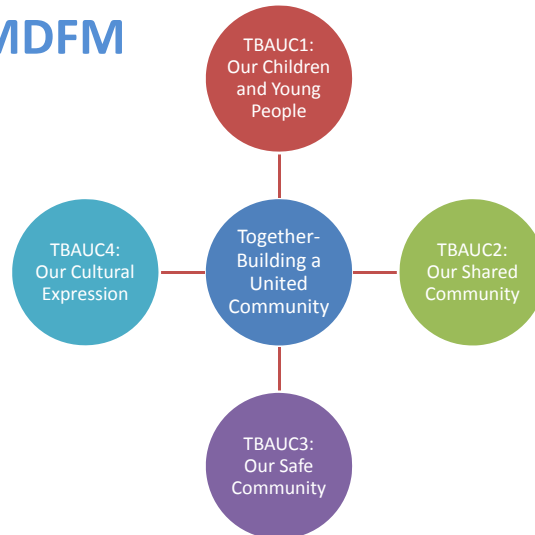 MDFM
TBAUC1:
Our Children
and Young
People
TBAUC4:
Our Cultural
Expression
Together-
Building a
United
Community
TBAUC2:
Our Shared
Community
TBAUC3:
Our Safe
Community